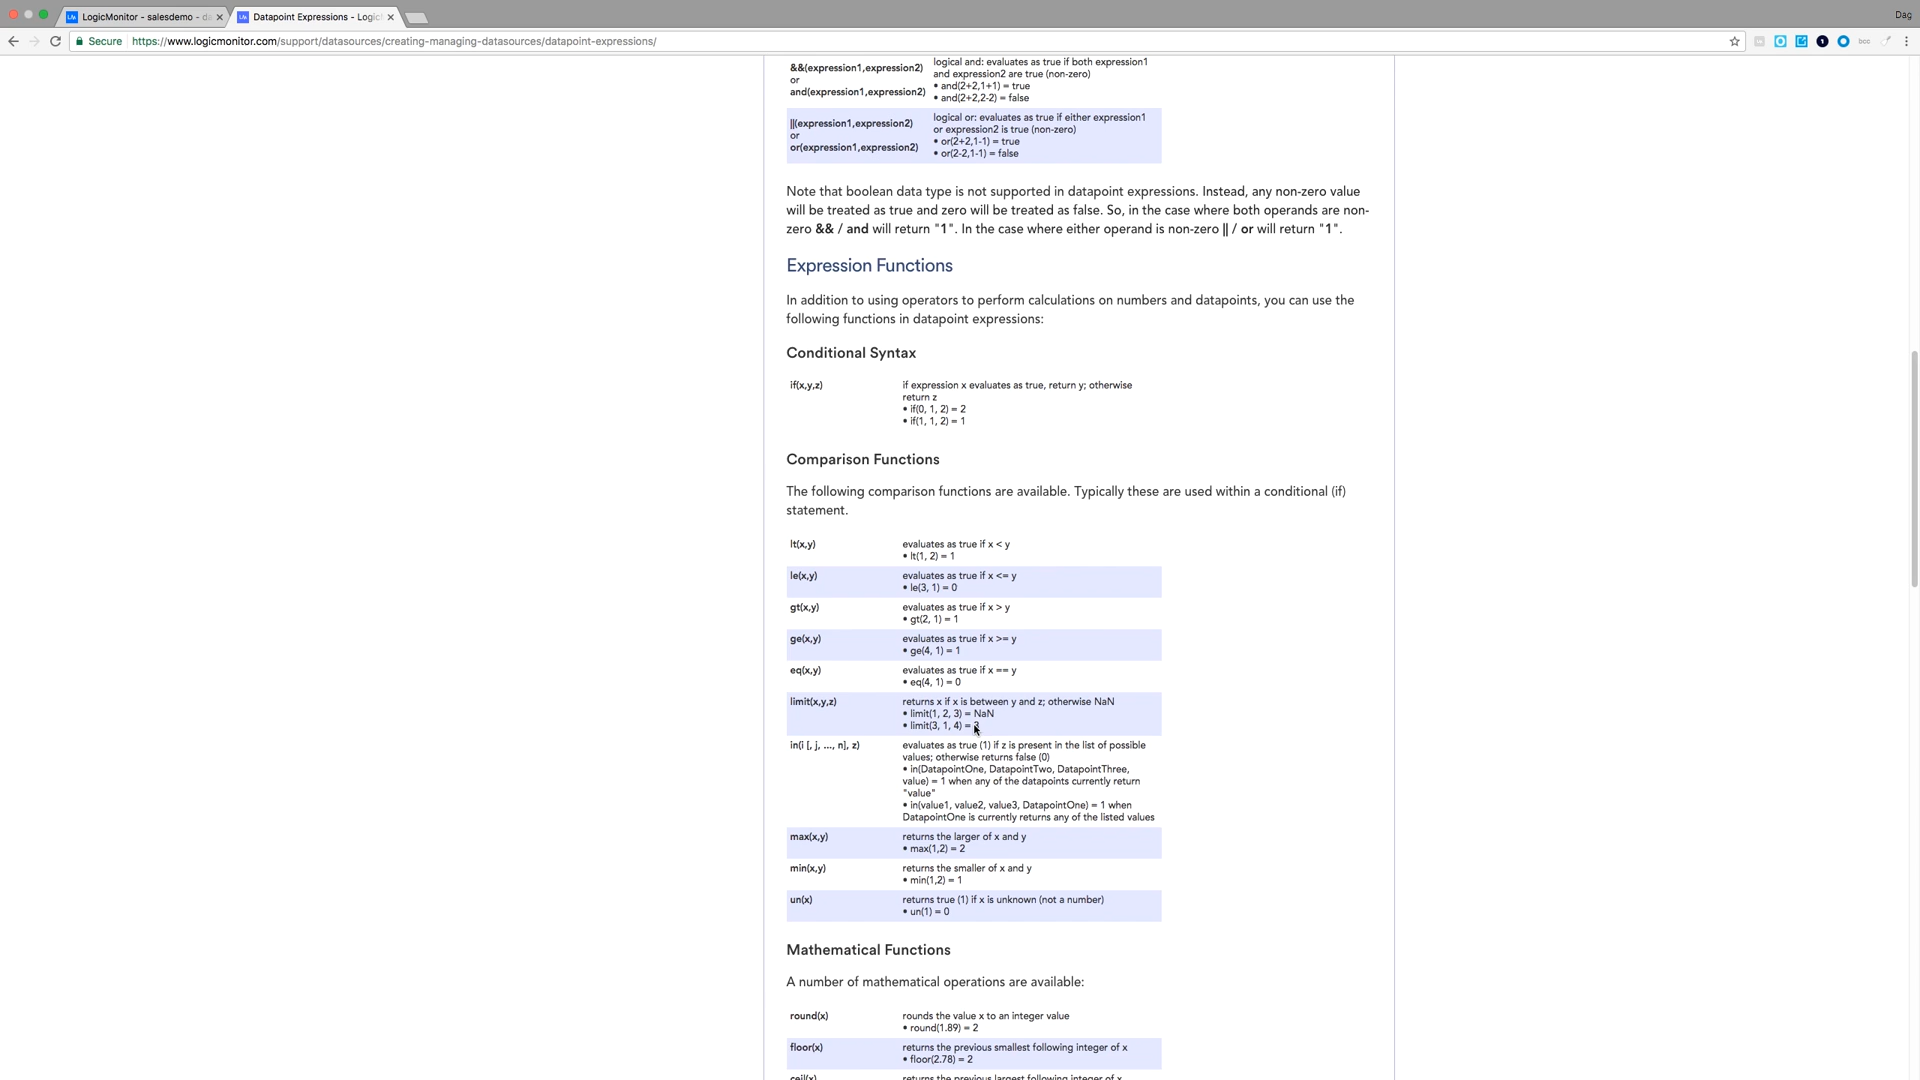 Dag
LogicMonitor - salesdemo - da
Datapoint Expressions - Logic
Secure https://www.logicmonitor.com/support/datasources/creating-managing-datasources/datapoint-expressions/
&&(expression1,expression2)
or
and(expression1,expression2)
logical and: evaluates as true if both expression1
and expression2 are true (non-zero)
• and(2+2,1+1) = true
• and(2+2,2-2) = false
||(expression1,expression2)
or
or(expression1,expression2)
logical or: evaluates as true if either expression1
or expression2 is true (non-zero)
• or(2+2,1-1) = true
• or(2-2,1-1) = false
Note that boolean data type is not supported in datapoint expressions. Instead, any non-zero value
will be treated as true and zero will be treated as false. So, in the case where both operands are non-
zero && / and will return "1". In the case where either operand is non-zero || / or will return "1".
Expression Functions
In addition to using operators to perform calculations on numbers and datapoints, you can use the
following functions in datapoint expressions:
Conditional Syntax
if(x,y,z)
if expression x evaluates as true, return y; otherwise
return z
• if(0, 1, 2) = 2
• if(1, 1, 2) = 1
Comparison Functions
The following comparison functions are available. Typically these are used within a conditional (if)
statement.
lt(x,y)
evaluates as true if x < y
• lt(1, 2) = 1
le(x,y)
evaluates as true if x <= y
• le(3, 1) = 0
gt(x,y)
evaluates as true if x > y
• gt(2, 1) = 1
ge(x,y)
evaluates as true if x >= y
• ge(4, 1) = 1
eq(x,y)
evaluates as true if x == y
• eq(4, 1) = 0
limit(x,y,z)
returns x if x is between y and z; otherwise NaN
• limit(1, 2, 3) = NaN
• limit(3, 1, 4) = 3
in(i [, j, ..., n], z)
evaluates as true (1) if z is present in the list of possible
values; otherwise returns false (0)
• in(DatapointOne, DatapointTwo, DatapointThree,
value) = 1 when any of the datapoints currently return
"value"
• in(value1, value2, value3, DatapointOne) = 1 when
DatapointOne is currently returns any of the listed values
max(x,y)
returns the larger of x and y
• max(1,2) = 2
min(x,y)
returns the smaller of x and y
• min(1,2) = 1
un(x)
returns true (1) if x is unknown (not a number)
• un(1) = 0
Mathematical Functions
A number of mathematical operations are available:
round(x)
rounds the value x to an integer value
• round(1.89) = 2
floor(x)
returns the previous smallest following integer of x
• floor(2.78) = 2
ceil(x)
returns the previous largest following integer of x